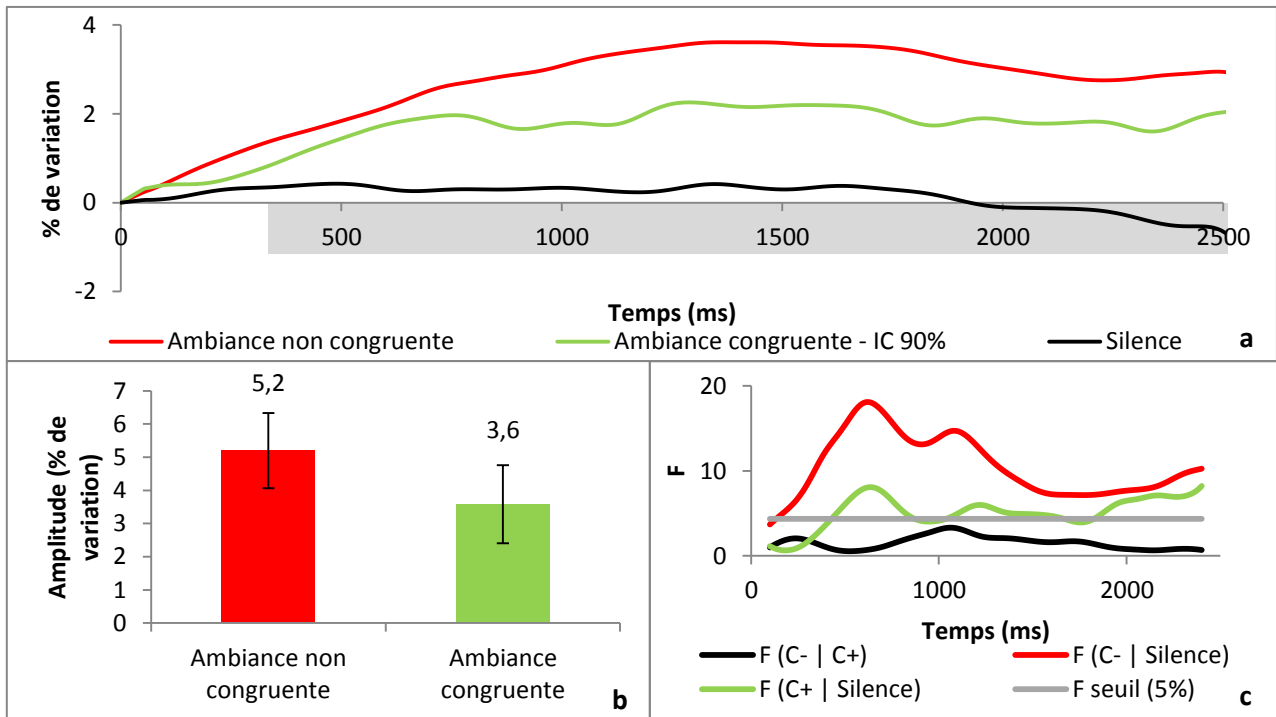 4
2
0
-2
% de variation
0
500
1000
1500
2000
2500
Temps (ms)
Ambiance non congruente
Ambiance congruente - IC 90%
Silence
a
7
6
5
4
3
2
1
0
Amplitude (% de
variation)
5,2
3,6
Ambiance non
congruente
Ambiance
congruente
b
20
10
0
F
0
1000
2000
Temps (ms)
F (C- | C+)
F (C- | Silence)
F (C+ | Silence)
F seuil (5%)
c